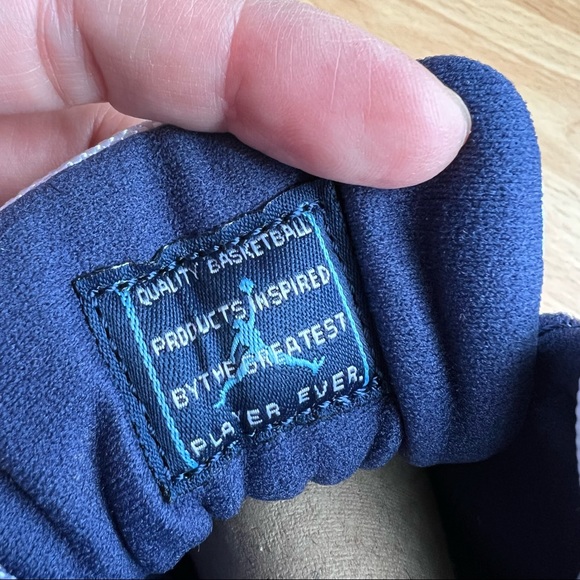 QUALITY BASKETBALL
PRODUCTS INSPIRED
BY THE GREATEST
PLAYER EVER.